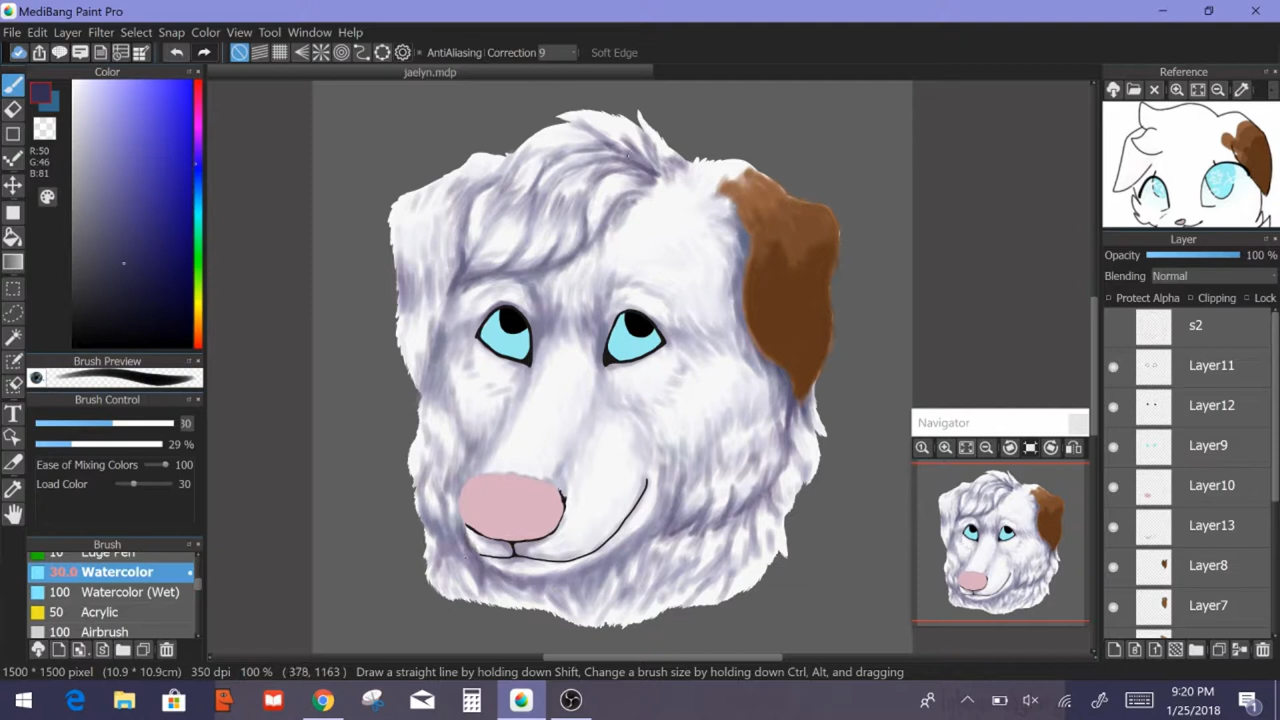 MediBang Paint Pro
File Edit Layer Filter Select Snap Color View Tool Window Help
AntiAliasing Correction 9 Soft Edge
Color
jaelyn.mdp
Reference
R:50
G:46
B:81
Layer
Opacity 100 %
Blending Normal
Protect Alpha Clipping Lock
s2
Layer11
Layer12
Layer9
Layer10
Layer13
Layer8
Layer7
Brush Preview
Brush Control
30
29 %
Ease of Mixing Colors 100
Load Color 30
Navigator
Brush
10 Edge Pen
30.0 Watercolor
100 Watercolor (Wet)
50 Acrylic
100 Airbrush
1500 * 1500 pixel (10.9 * 10.9cm) 350 dpi 100 % ( 378, 1163 ) Draw a straight line by holding down Shift, Change a brush size by holding down Ctrl, Alt, and dragging
9:20 PM
1/25/2018
1